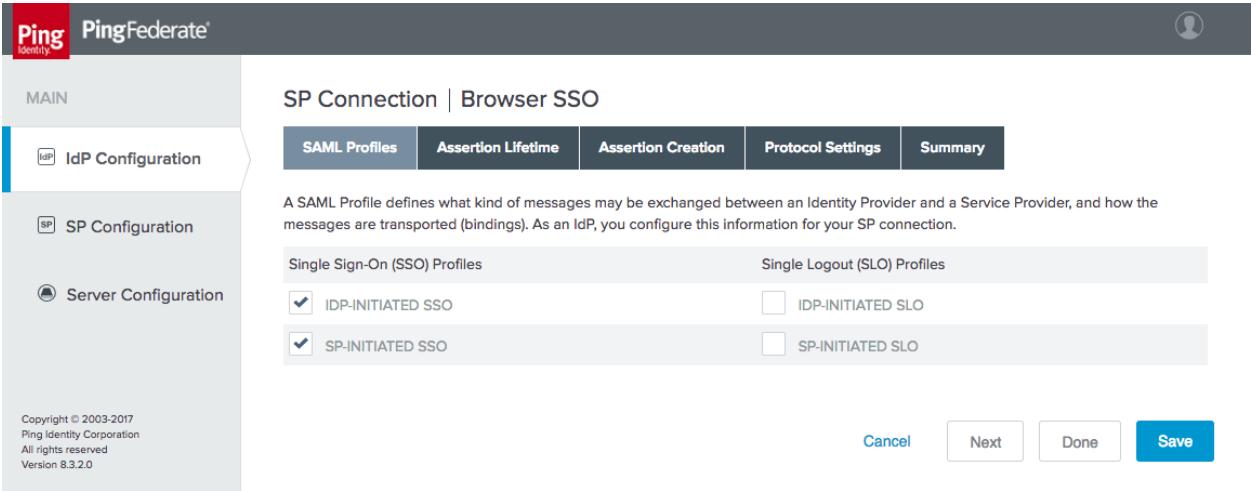 Ping
Identity.
PingFederate®
MAIN
IdP IdP Configuration
SP SP Configuration
Server Configuration
Copyright © 2003-2017
Ping Identity Corporation
All rights reserved
Version 8.3.2.0
SP Connection | Browser SSO
SAML Profiles Assertion Lifetime Assertion Creation Protocol Settings Summary
A SAML Profile defines what kind of messages may be exchanged between an Identity Provider and a Service Provider, and how the
messages are transported (bindings). As an IdP, you configure this information for your SP connection.
Single Sign-On (SSO) Profiles Single Logout (SLO) Profiles
IDP-INITIATED SSO IDP-INITIATED SLO
SP-INITIATED SSO SP-INITIATED SLO
Cancel Next Done Save